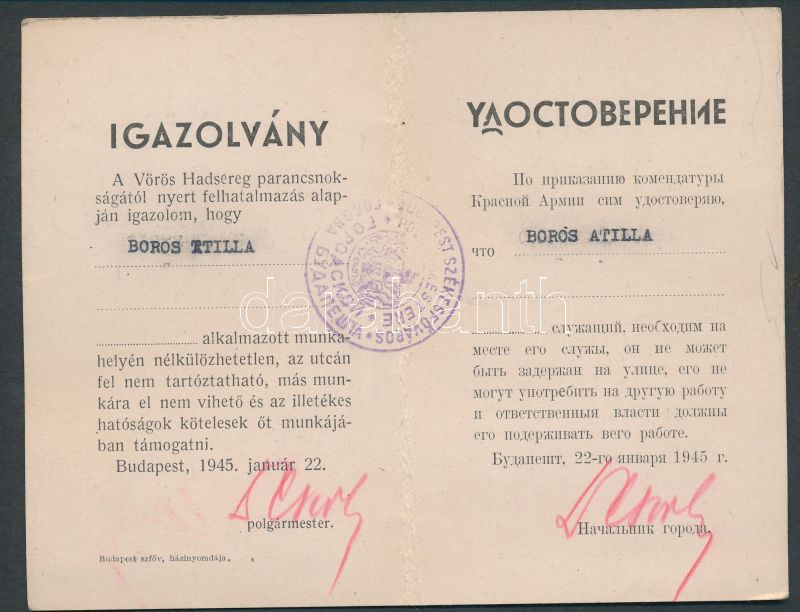 IGAZOLVÁNY
A Vörös Hadsereg parancsnok-
ságától nyert felhatalmazás alap-
ján igazolom, hogy
BOROS ATILLA
alkalmazott munka-
helyén nélkülözhetetlen, az utcán
fel nem tartóztatható, más mun-
kára el nem vihető és az illetékes
hatóságok kötelesek őt munkájá-
ban támogatni.
Budapest, 1945. január 22.
polgármester.
Budapest szföv, házinyomdája.
УДОСТОВЕРЕНИЕ
По приказанию комендатуры
Красной Армии сим удостоверяю,
что
BOROS ATILLA
служащий, необходим на
месте его службы, он не может
быть задержан на улице, его не
могут употребить на другую работу
и ответственныя власти должны
его подерживать вего работе.
Будапешт, 22-го января 1945 г.
Начальник города.
darabanth